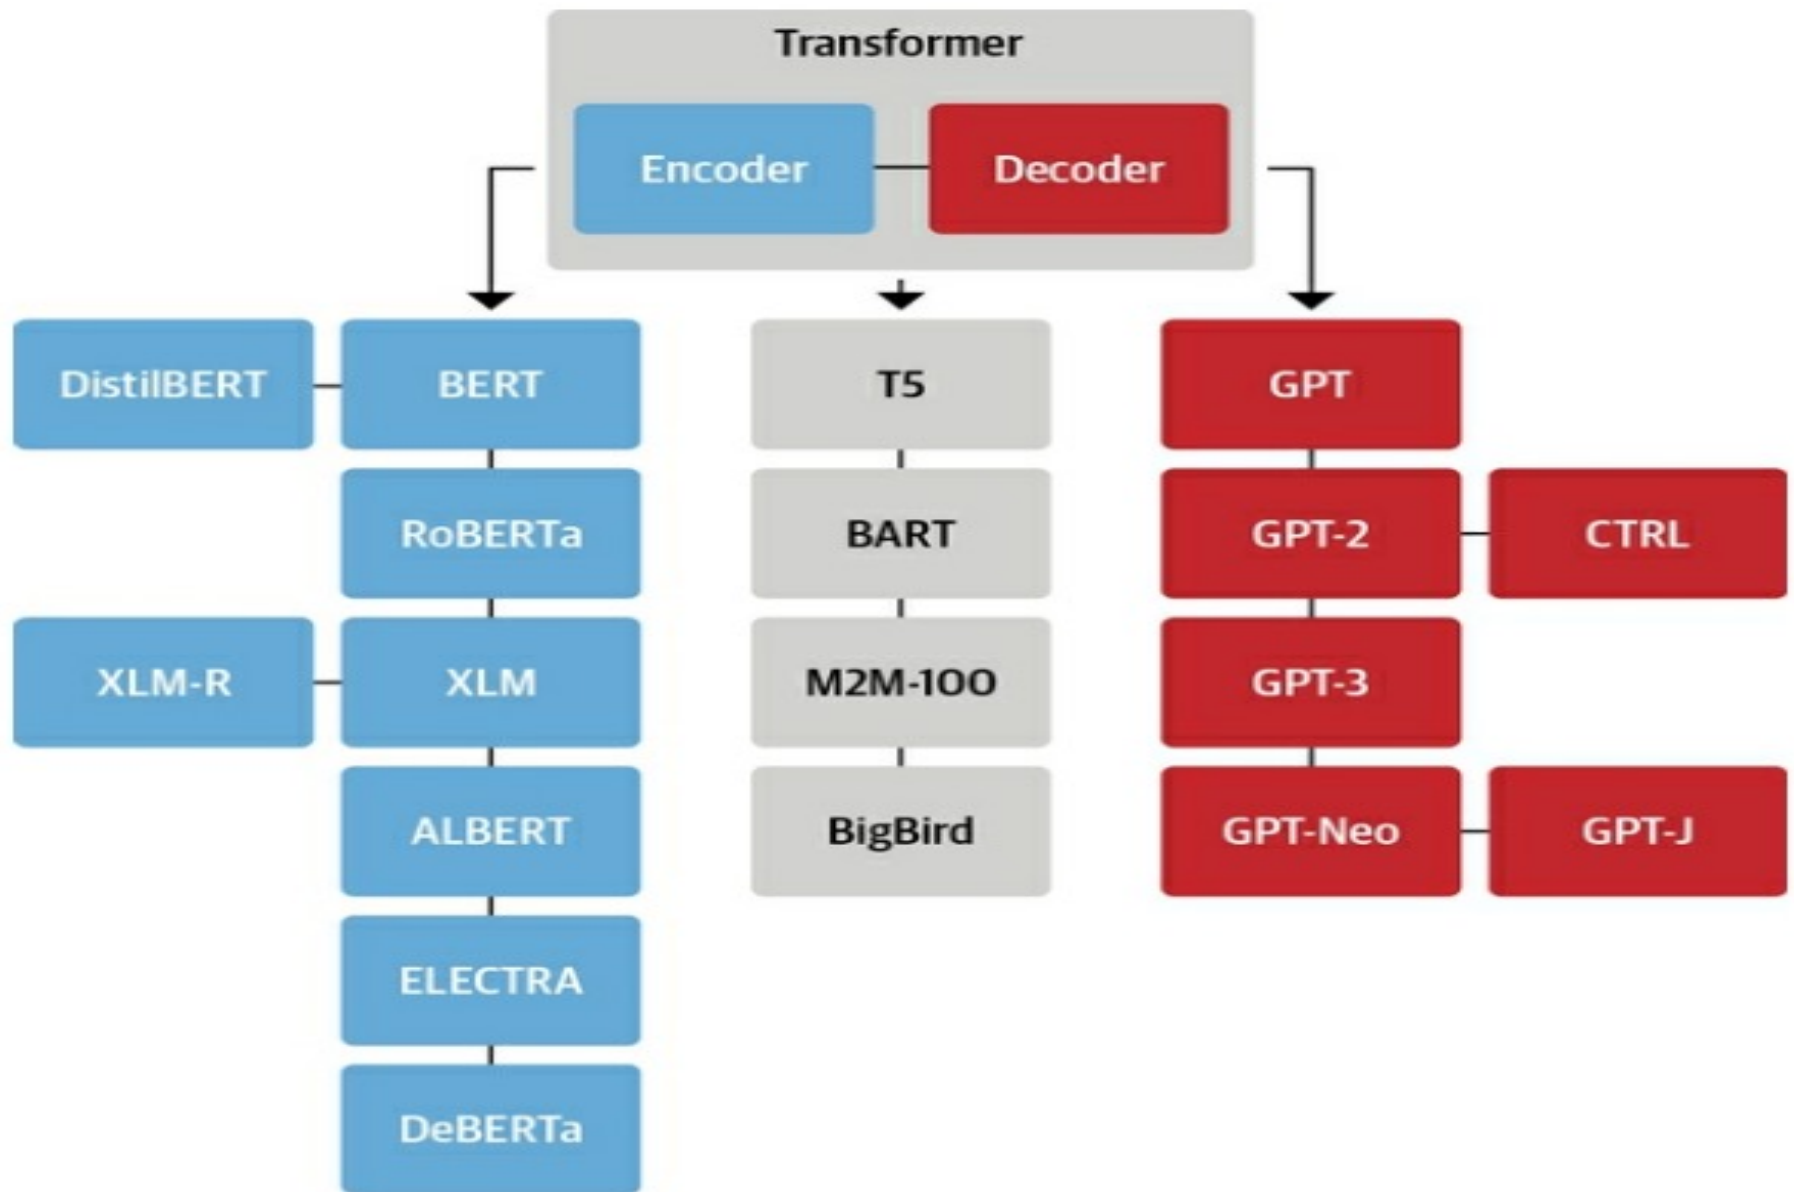 Transformer
Encoder
Decoder
DistilBERT
BERT
T5
GPT
RoBERTa
BART
GPT-2
CTRL
XLM-R
XLM
M2M-100
GPT-3
ALBERT
BigBird
GPT-Neo
GPT-J
ELECTRA
DeBERTa